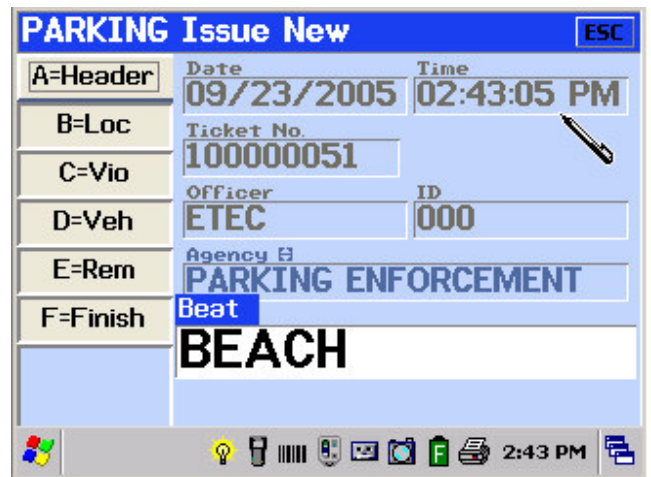 PARKING Issue New ESC
A=Header
Date Time
09/23/2005 02:43:05 PM
B=Loc
Ticket No.
100000051
C=Vio
Officer ID
D=Veh
ETEC 000
E=Rem
Agency
PARKING ENFORCEMENT
F=Finish
Beat
BEACH
F
2:43 PM